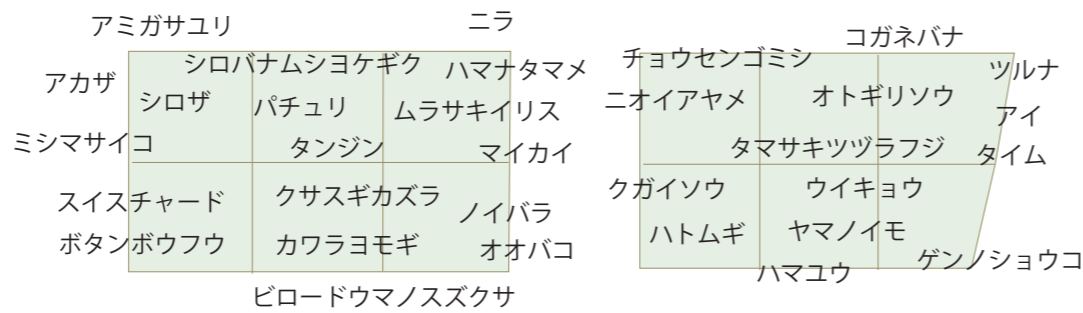 アミガサユリ
ニラ
シロバナムシヨケギク
ハマナタマメ
アカザ
シロザ
パチュリ
ムラサキイリス
ミシマサイコ
タンジン
マイカイ
スイスチャード
クサスギカズラ
ノイバラ
ボタンボウフウ
カワラヨモギ
オオバコ
ビロードウマノスズクサ
コガネバナ
チョウセンゴミシ
ツルナ
ニオイアヤメ
オトギリソウ
アイ
タマサキツヅラフジ
タイム
クガイソウ
ウイキョウ
ハトムギ
ヤマノイモ
ゲンノショウコ
ハマユウ